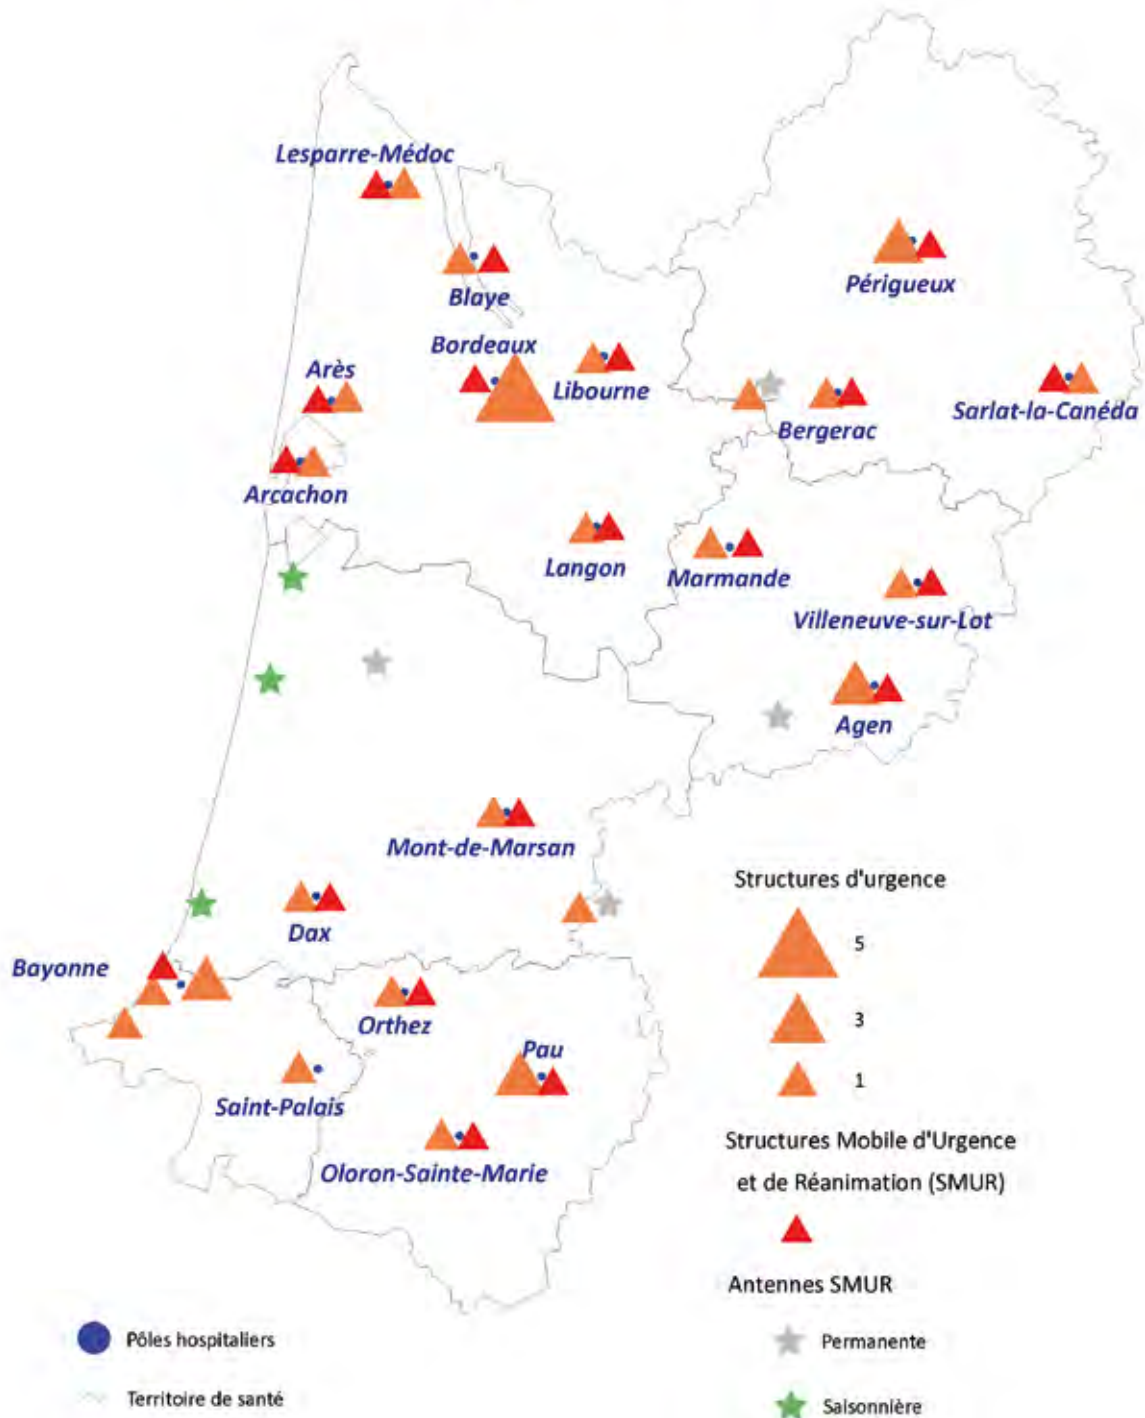 Lesparre-Médoc
Blaye
Périgueux
Bordeaux
Arès
Libourne
Sarlat-la-Canéda
Bergerac
Arcachon
Langon
Marmande
Villeneuve-sur-Lot
Agen
Mont-de-Marsan
Dax
Bayonne
Orthez
Pau
Saint-Palais
Oloron-Sainte-Marie
Structures d'urgence
5
3
1
Structures Mobile d'Urgence
et de Réanimation (SMUR)
Antennes SMUR
Permanente
Saisonnière
Pôles hospitaliers
Territoire de santé